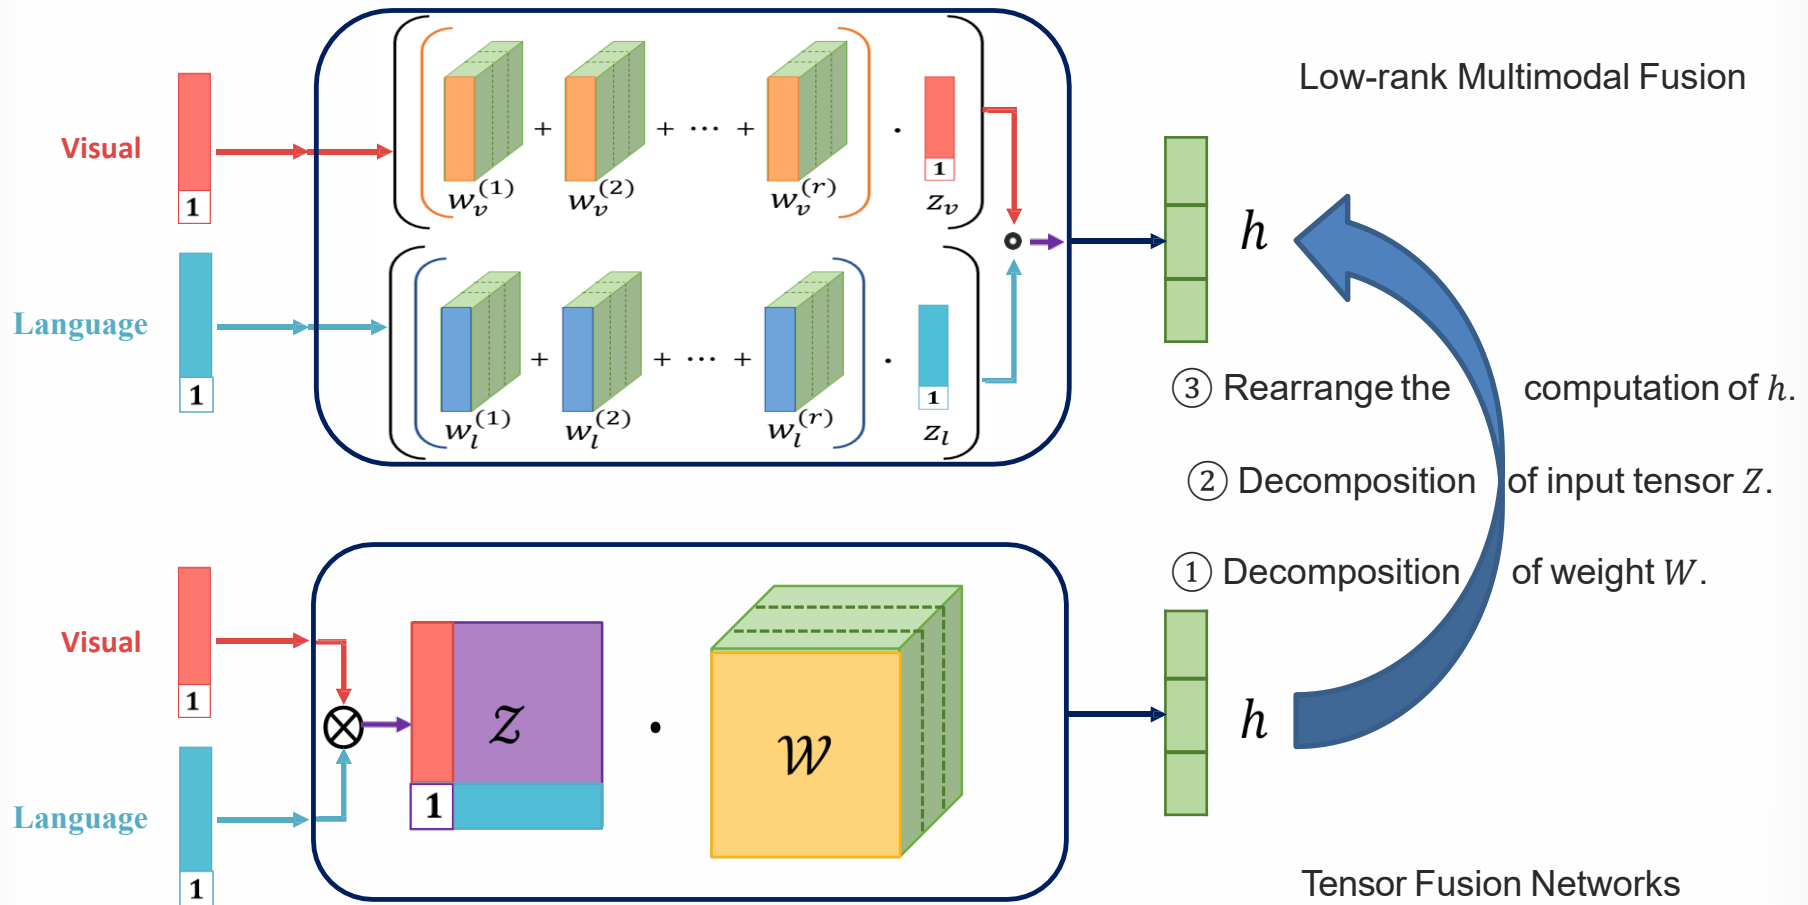 Low-rank Multimodal Fusion
Visual
1
w_v^(1) + w_v^(2) + ⋯ + w_v^(r) · z_v
1
h
Language
1
w_l^(1) + w_l^(2) + ⋯ + w_l^(r) · z_l
1
③ Rearrange the computation of h.
② Decomposition of input tensor Z.
① Decomposition of weight W.
Visual
1
⊗
Z · W
1
h
Language
1
Tensor Fusion Networks